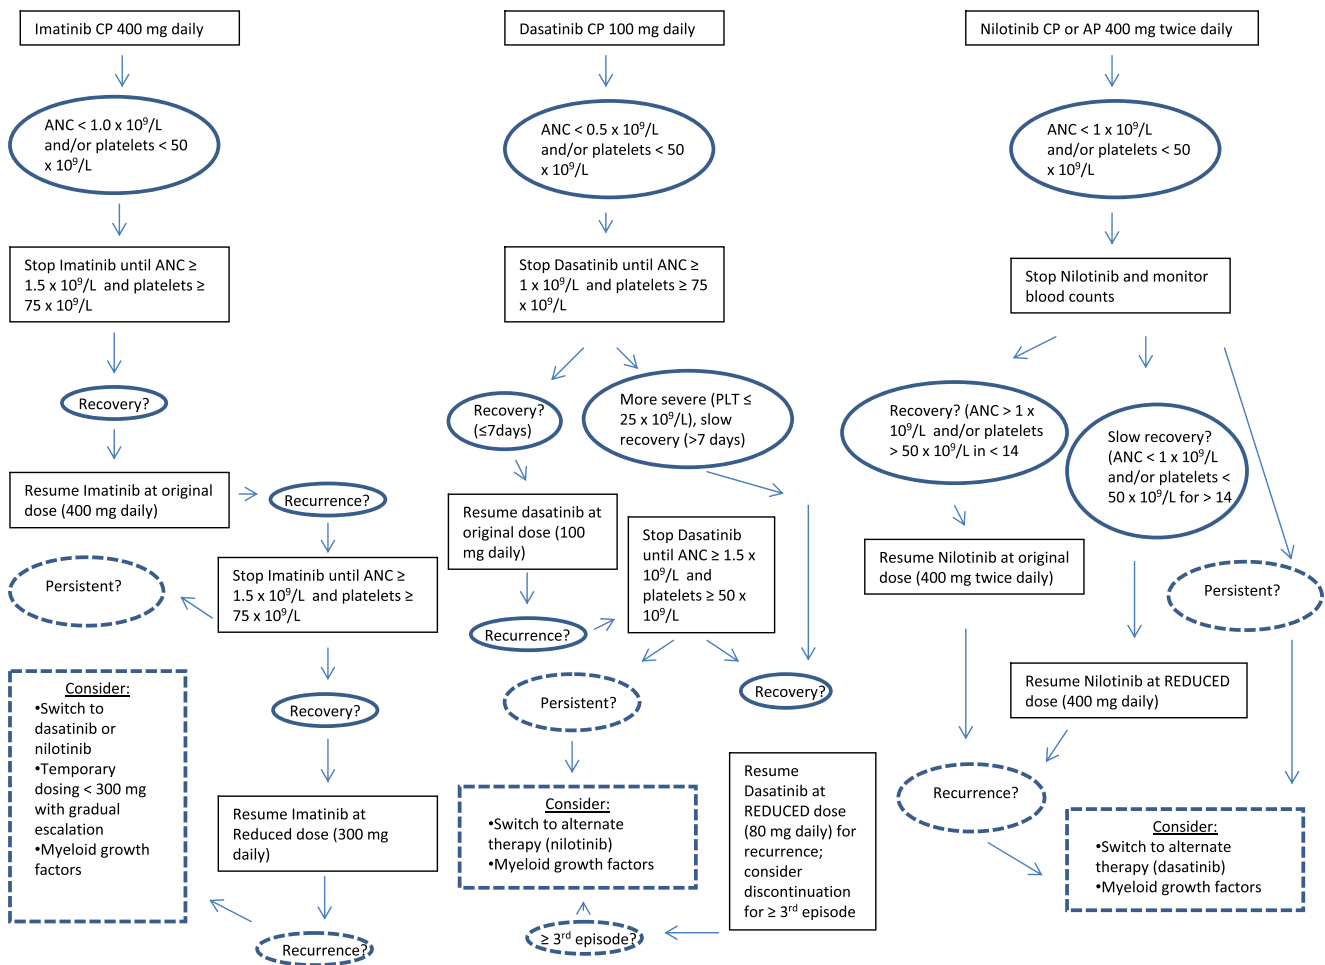 Imatinib CP 400 mg daily
ANC < 1.0 x 10⁹/L
and/or platelets < 50
x 10⁹/L
Stop Imatinib until ANC ≥
1.5 x 10⁹/L and platelets ≥
75 x 10⁹/L
Recovery?
Resume Imatinib at original
dose (400 mg daily)
Recurrence?
Stop Imatinib until ANC ≥
1.5 x 10⁹/L and platelets ≥
75 x 10⁹/L
Persistent?
Recovery?
Resume Imatinib at
Reduced dose (300 mg
daily)
Recurrence?
Consider:
•Switch to
dasatinib or
nilotinib
•Temporary
dosing < 300 mg
with gradual
escalation
•Myeloid growth
factors
Dasatinib CP 100 mg daily
ANC < 0.5 x 10⁹/L
and/or platelets < 50
x 10⁹/L
Stop Dasatinib until ANC ≥
1 x 10⁹/L and platelets ≥ 75
x 10⁹/L
Recovery?
(≤7days)
More severe (PLT ≤
25 x 10⁹/L), slow
recovery (>7 days)
Resume dasatinib at
original dose (100
mg daily)
Recurrence?
Stop Dasatinib
until ANC ≥ 1.5 x
10⁹/L and
platelets ≥ 50 x
10⁹/L
Persistent?
Recovery?
Consider:
•Switch to alternate
therapy (nilotinib)
•Myeloid growth factors
Resume
Dasatinib at
REDUCED dose
(80 mg daily) for
recurrence;
consider
discontinuation
for ≥ 3ʳᵈ episode
≥ 3ʳᵈ episode?
Nilotinib CP or AP 400 mg twice daily
ANC < 1 x 10⁹/L
and/or platelets < 50
x 10⁹/L
Stop Nilotinib and monitor
blood counts
Recovery? (ANC > 1 x
10⁹/L and/or platelets
> 50 x 10⁹/L in < 14
Slow recovery?
(ANC < 1 x 10⁹/L
and/or platelets <
50 x 10⁹/L for > 14
Resume Nilotinib at original
dose (400 mg twice daily)
Persistent?
Resume Nilotinib at REDUCED
dose (400 mg daily)
Recurrence?
Consider:
•Switch to alternate
therapy (dasatinib)
•Myeloid growth factors